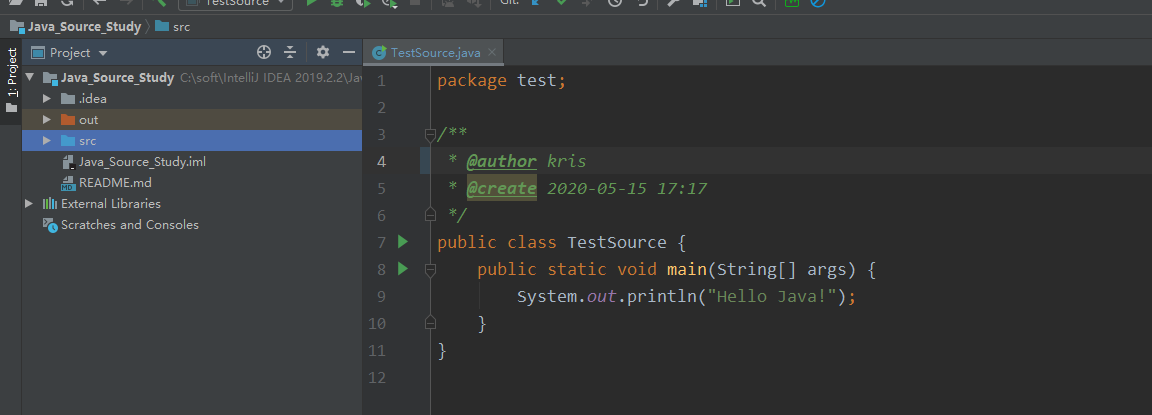 TestSource
Git:
Java_Source_Study
src
1: Project
Project
TestSource.java
Java_Source_Study C:\soft\IntelliJ IDEA 2019.2.2\Jav
.idea
out
src
Java_Source_Study.iml
README.md
External Libraries
Scratches and Consoles
1 package test;
2
3 /**
4 * @author kris
5 * @create 2020-05-15 17:17
6 */
7 public class TestSource {
8 public static void main(String[] args) {
9 System.out.println("Hello Java!");
10 }
11 }
12